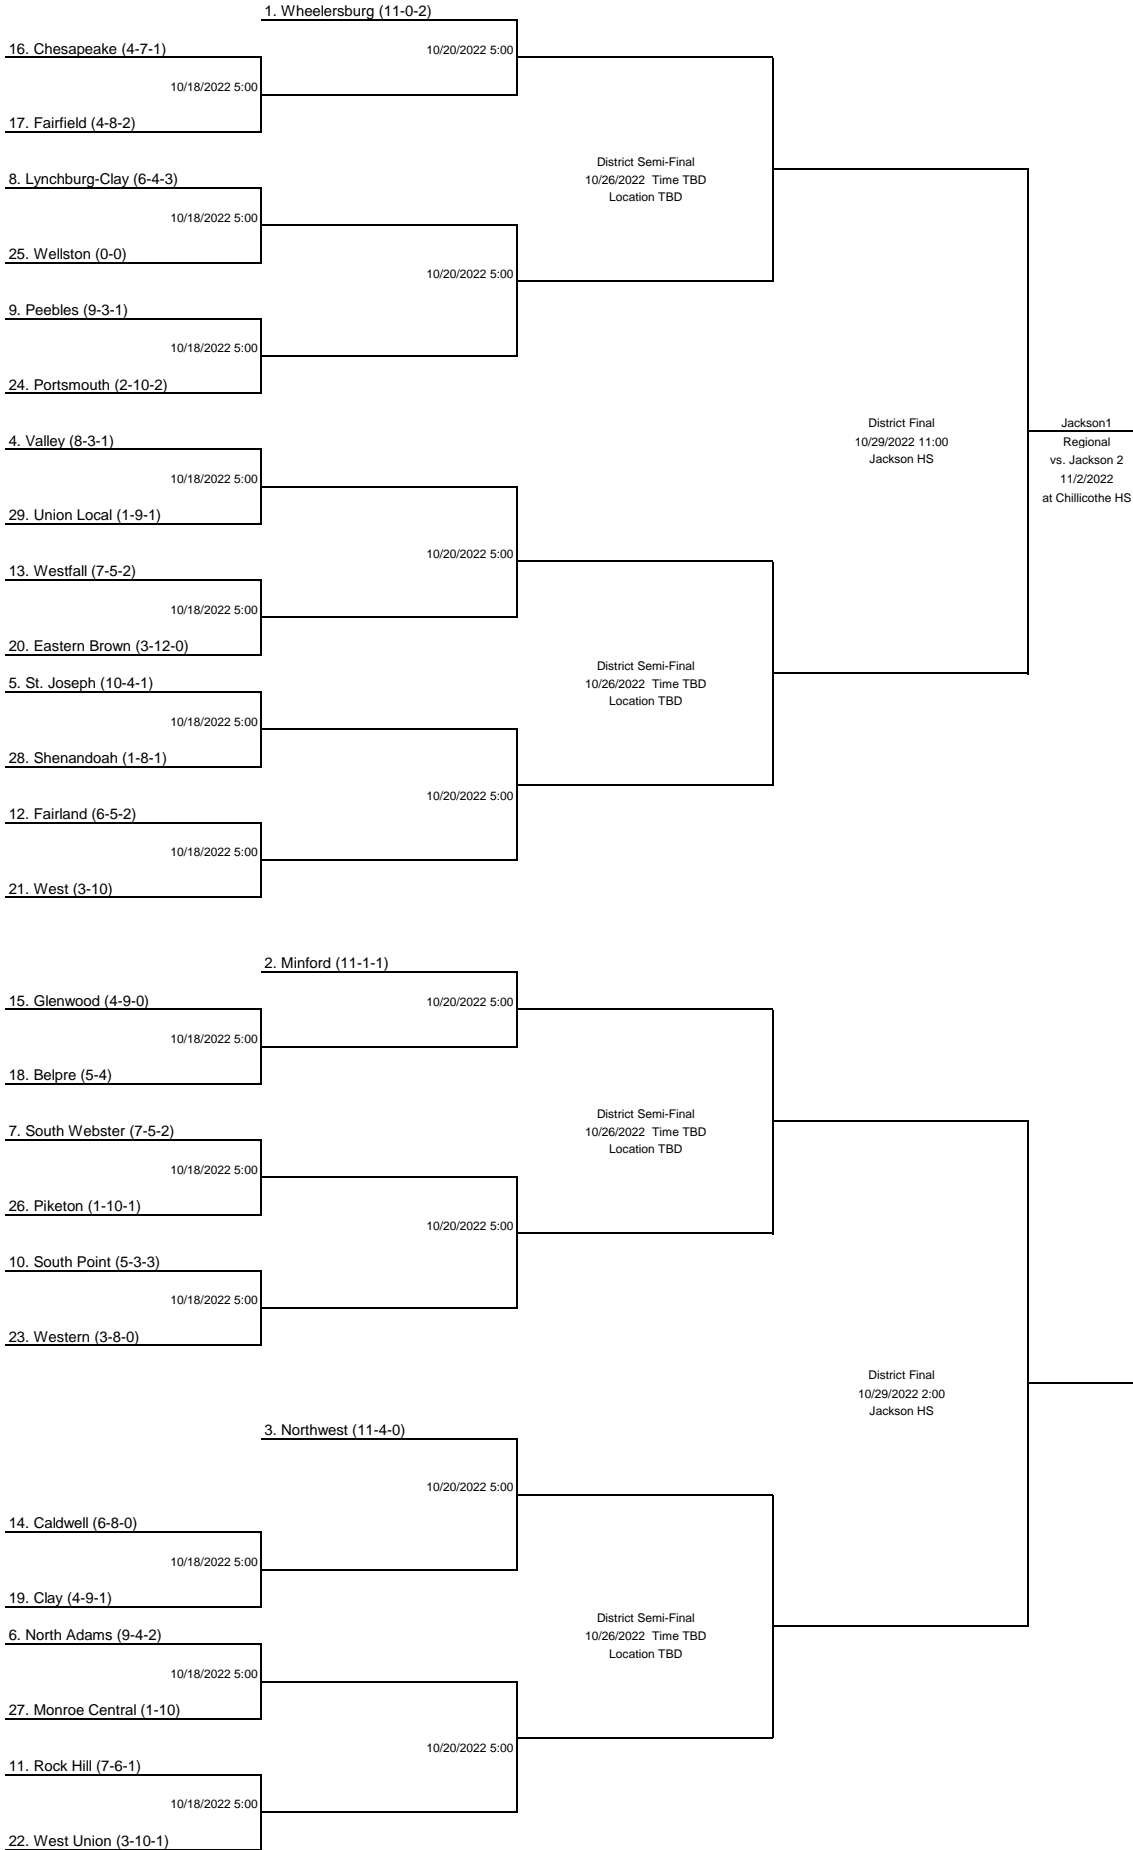 1. Wheelersburg (11-0-2)
16. Chesapeake (4-7-1)
10/20/2022 5:00
10/18/2022 5:00
17. Fairfield (4-8-2)
District Semi-Final
10/26/2022  Time TBD
Location TBD
8. Lynchburg-Clay (6-4-3)
10/18/2022 5:00
25. Wellston (0-0)
10/20/2022 5:00
9. Peebles (9-3-1)
10/18/2022 5:00
24. Portsmouth (2-10-2)
District Final
10/29/2022 11:00
Jackson HS
Jackson1
Regional
vs. Jackson 2
11/2/2022
at Chillicothe HS
4. Valley (8-3-1)
10/18/2022 5:00
29. Union Local (1-9-1)
10/20/2022 5:00
13. Westfall (7-5-2)
10/18/2022 5:00
20. Eastern Brown (3-12-0)
District Semi-Final
10/26/2022  Time TBD
Location TBD
5. St. Joseph (10-4-1)
10/18/2022 5:00
28. Shenandoah (1-8-1)
10/20/2022 5:00
12. Fairland (6-5-2)
10/18/2022 5:00
21. West (3-10)
2. Minford (11-1-1)
15. Glenwood (4-9-0)
10/20/2022 5:00
10/18/2022 5:00
18. Belpre (5-4)
District Semi-Final
10/26/2022  Time TBD
Location TBD
7. South Webster (7-5-2)
10/18/2022 5:00
26. Piketon (1-10-1)
10/20/2022 5:00
10. South Point (5-3-3)
10/18/2022 5:00
23. Western (3-8-0)
District Final
10/29/2022 2:00
Jackson HS
3. Northwest (11-4-0)
10/20/2022 5:00
14. Caldwell (6-8-0)
10/18/2022 5:00
19. Clay (4-9-1)
District Semi-Final
10/26/2022  Time TBD
Location TBD
6. North Adams (9-4-2)
10/18/2022 5:00
27. Monroe Central (1-10)
10/20/2022 5:00
11. Rock Hill (7-6-1)
10/18/2022 5:00
22. West Union (3-10-1)